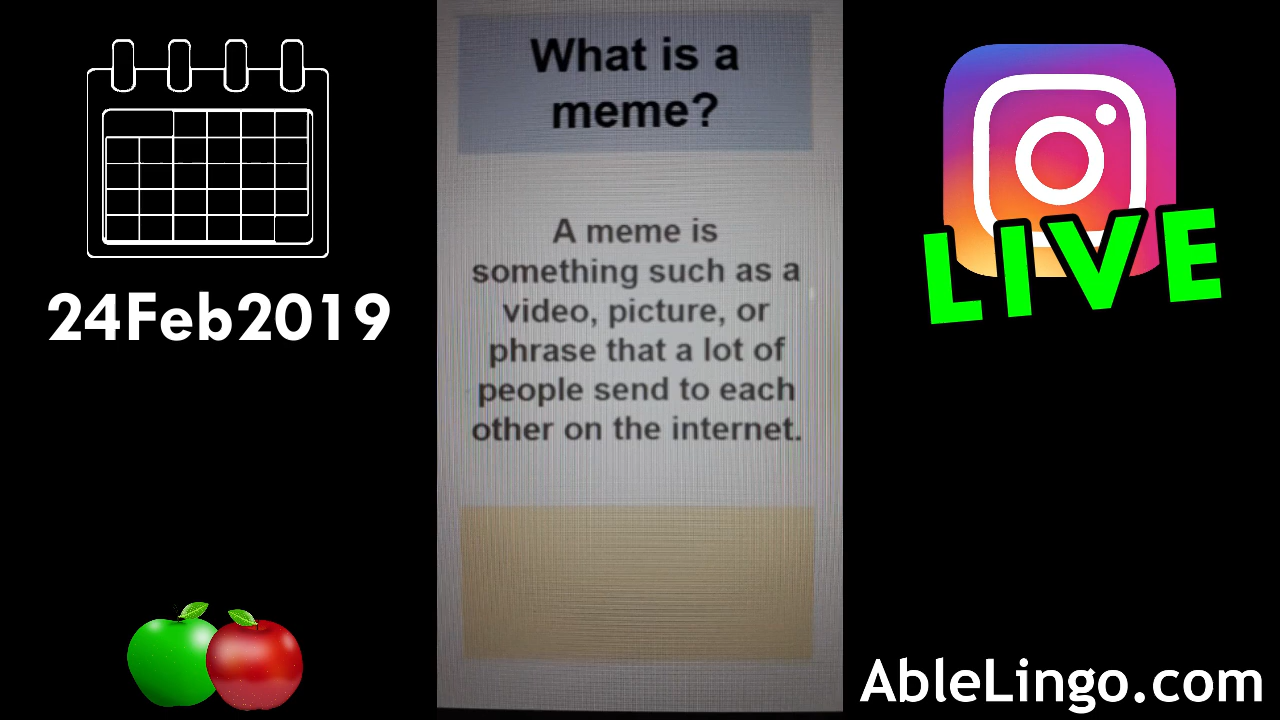 24Feb2019
What is a
meme?
A meme is
something such as a
video, picture, or
phrase that a lot of
people send to each
other on the internet.
LIVE
AbleLingo.com